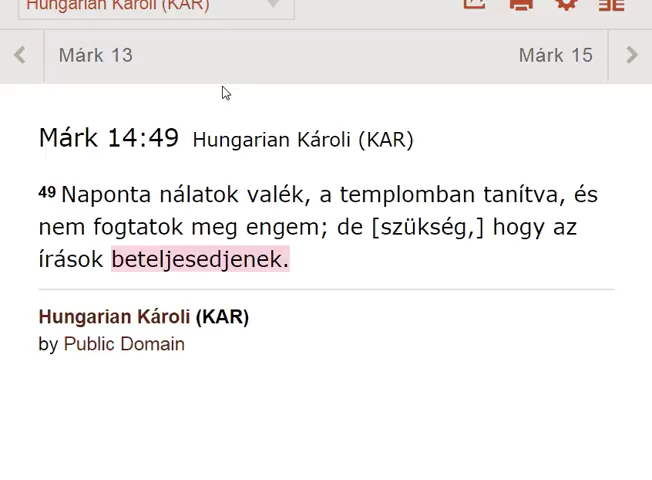 Hungarian Károli (KAR)
Márk 13 Márk 15
Márk 14:49 Hungarian Károli (KAR)
49 Naponta nálatok valék, a templomban tanítva, és
nem fogtatok meg engem; de [szükség,] hogy az
írások beteljesedjenek.
Hungarian Károli (KAR)
by Public Domain